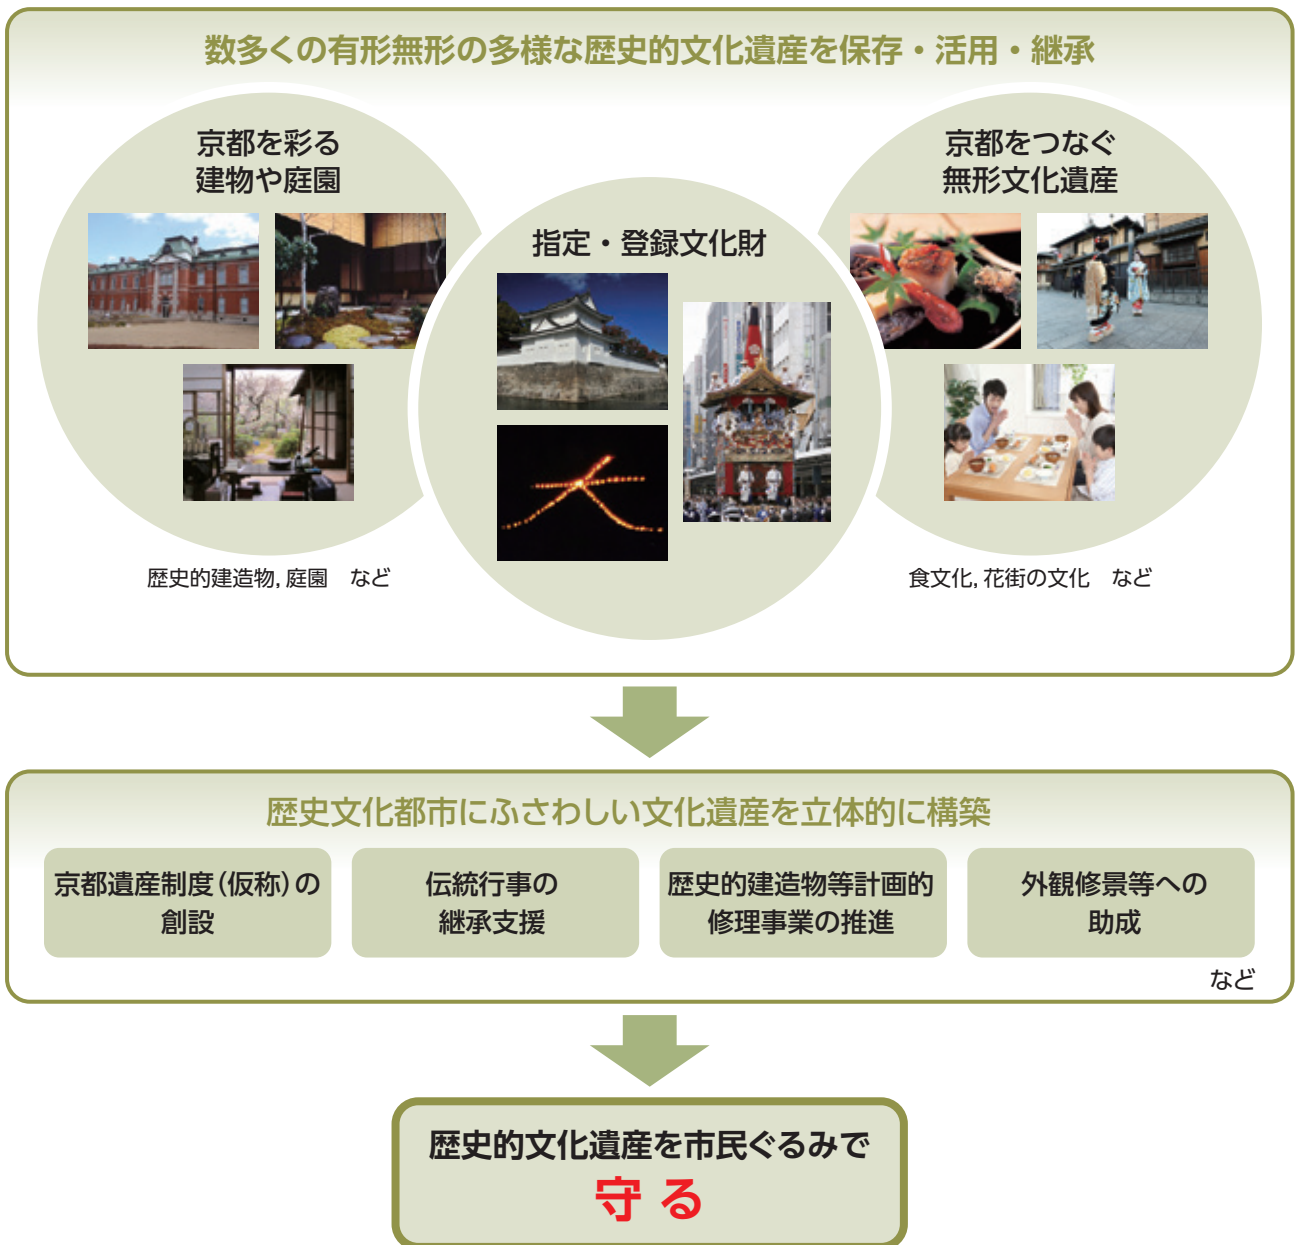 数多くの有形無形の多様な歴史的文化遺産を保存・活用・継承
京都を彩る
建物や庭園
指定・登録文化財
京都をつなぐ
無形文化遺産
歴史的建造物, 庭園　など
食文化, 花街の文化　など
歴史文化都市にふさわしい文化遺産を立体的に構築
京都遺産制度(仮称)の
創設
伝統行事の
継承支援
歴史的建造物等計画的
修理事業の推進
外観修景等への
助成
など
歴史的文化遺産を市民ぐるみで
守る